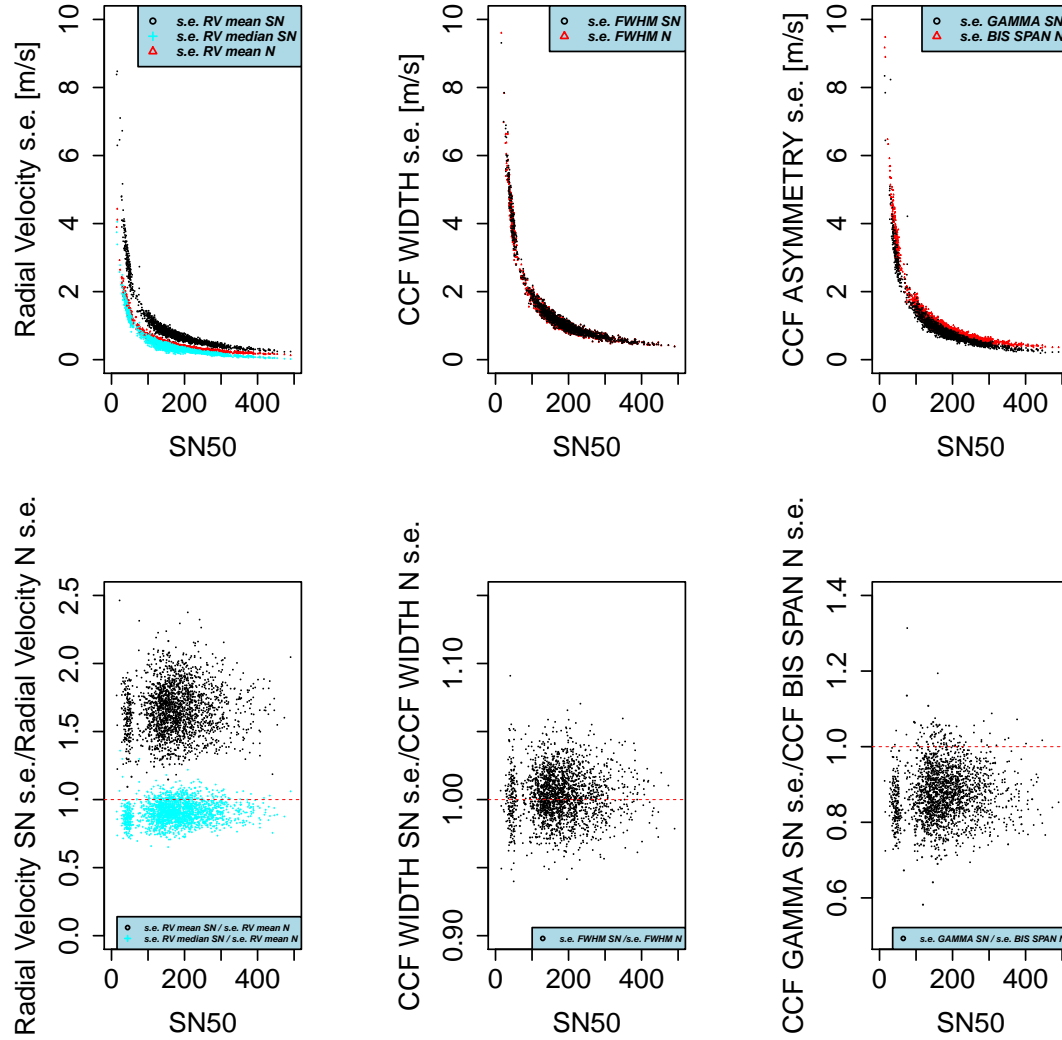 Radial Velocity s.e. [m/s]
10
8
6
4
2
0
s.e. RV mean SN
s.e. RV median SN
s.e. RV mean N
0 200 400
SN50
CCF WIDTH s.e. [m/s]
10
8
6
4
2
0
s.e. FWHM SN
s.e. FWHM N
0 200 400
SN50
CCF ASYMMETRY s.e. [m/s]
10
8
6
4
2
0
s.e. GAMMA SN
s.e. BIS SPAN N
0 200 400
SN50
Radial Velocity SN s.e./Radial Velocity N s.e.
2.5
2.0
1.5
1.0
0.5
0.0
s.e. RV mean SN / s.e. RV mean N
s.e. RV median SN / s.e. RV mean N
0 200 400
SN50
CCF WIDTH SN s.e./CCF WIDTH N s.e.
1.10
1.00
0.90
s.e. FWHM SN /s.e. FWHM N
0 200 400
SN50
CCF GAMMA SN s.e./CCF BIS SPAN N s.e.
1.4
1.2
1.0
0.8
0.6
s.e. GAMMA SN / s.e. BIS SPAN N
0 200 400
SN50